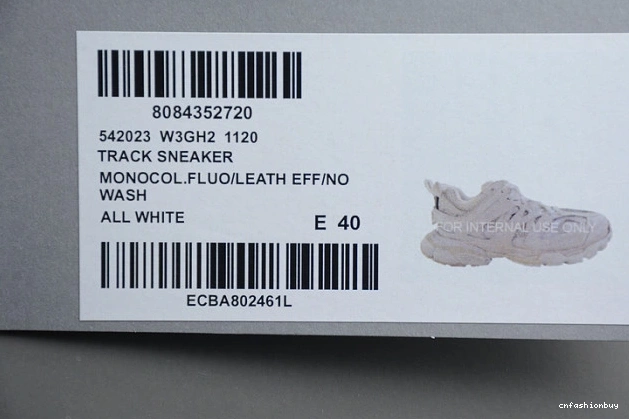 8084352720
542023 W3GH2 1120
TRACK SNEAKER
MONOCOL.FLUO/LEATH EFF/NO
WASH
ALL WHITE
E 40
FOR INTERNAL USE ONLY
ECBA802461L
cnfashionbuy